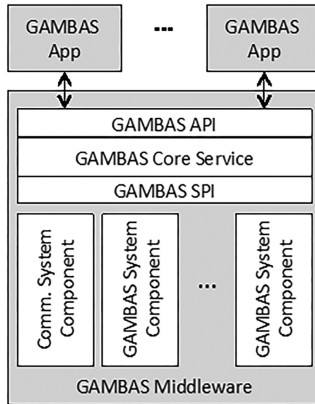 GAMBAS
App
...
GAMBAS
App
GAMBAS API
GAMBAS Core Service
GAMBAS SPI
Comm. System
Component
GAMBAS System
Component
...
GAMBAS System
Component
GAMBAS Middleware